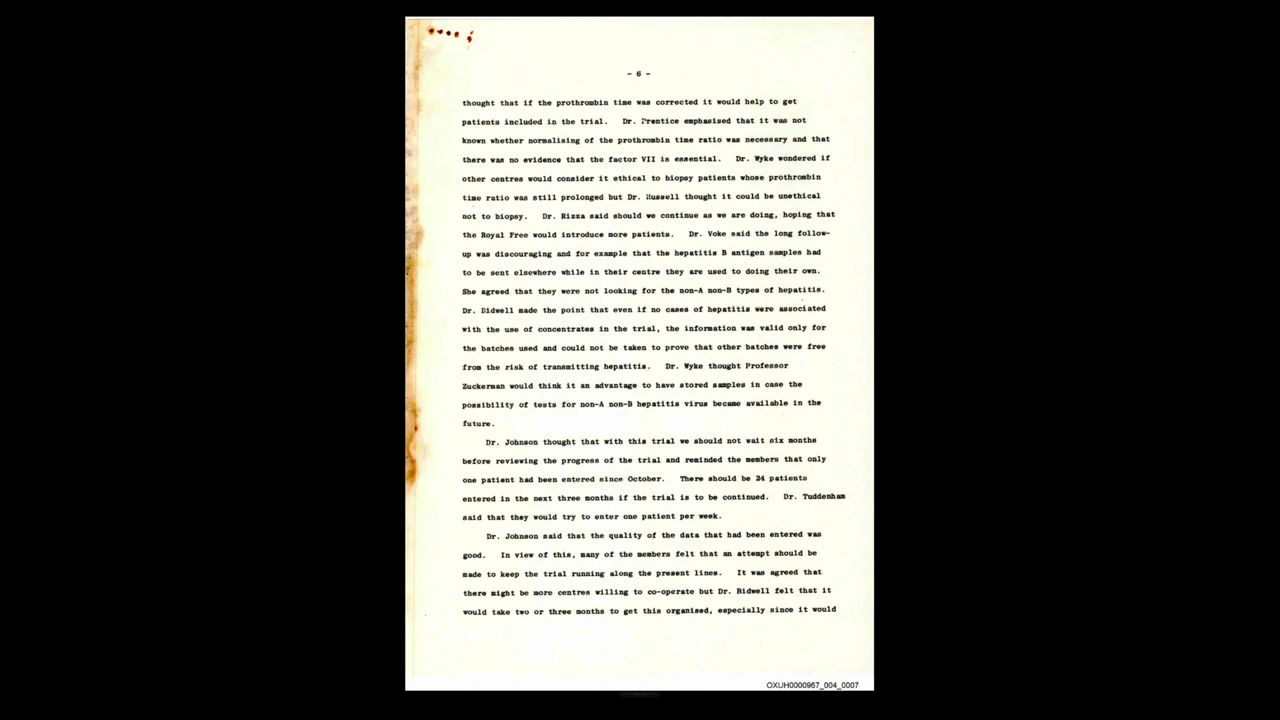 - 6 -
thought that if the prothrombin time was corrected it would help to get
patients included in the trial. Dr. Prentice emphasised that it was not
known whether normalising of the prothrombin time ratio was necessary and that
there was no evidence that the factor VII is essential. Dr. Wyke wondered if
other centres would consider it ethical to biopsy patients whose prothrombin
time ratio was still prolonged but Dr. Russell thought it could be unethical
not to biopsy. Dr. Rizza said should we continue as we are doing, hoping that
the Royal Free would introduce more patients. Dr. Voke said the long follow-
up was discouraging and for example that the hepatitis B antigen samples had
to be sent elsewhere while in their centre they are used to doing their own.
She agreed that they were not looking for the non-A non-B types of hepatitis.
Dr. Bidwell made the point that even if no cases of hepatitis were associated
with the use of concentrates in the trial, the information was valid only for
the batches used and could not be taken to prove that other batches were free
from the risk of transmitting hepatitis. Dr. Wyke thought Professor
Zuckerman would think it an advantage to have stored samples in case the
possibility of tests for non-A non-B hepatitis virus became available in the
future.
Dr. Johnson thought that with this trial we should not wait six months
before reviewing the progress of the trial and reminded the members that only
one patient had been entered since October. There should be 24 patients
entered in the next three months if the trial is to be continued. Dr. Tuddenham
said that they would try to enter one patient per week.
Dr. Johnson said that the quality of the data that had been entered was
good. In view of this, many of the members felt that an attempt should be
made to keep the trial running along the present lines. It was agreed that
there might be more centres willing to co-operate but Dr. Bidwell felt that it
would take two or three months to get this organised, especially since it would
OXUH0000967_004_0007